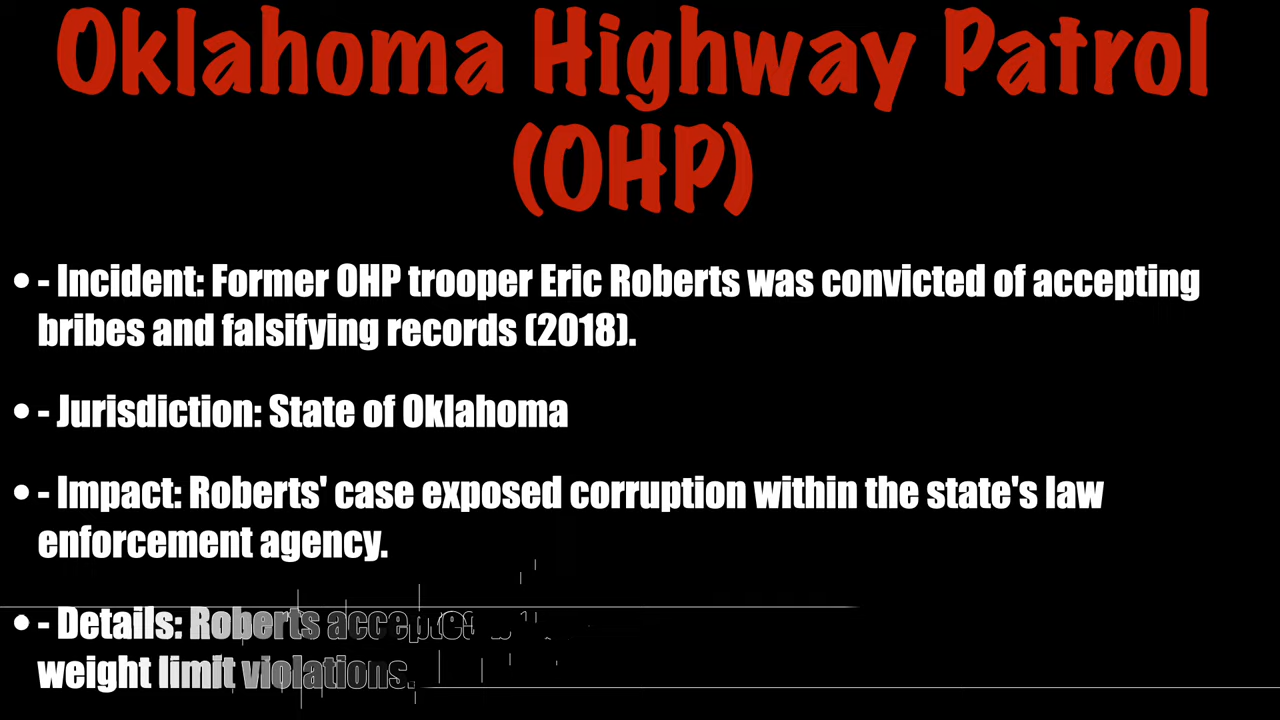 Oklahoma Highway Patrol
(OHP)
• - Incident: Former OHP trooper Eric Roberts was convicted of accepting
bribes and falsifying records (2018).
• - Jurisdiction: State of Oklahoma
• - Impact: Roberts' case exposed corruption within the state's law
enforcement agency.
• - Details: Roberts accepted
weight limit violations.